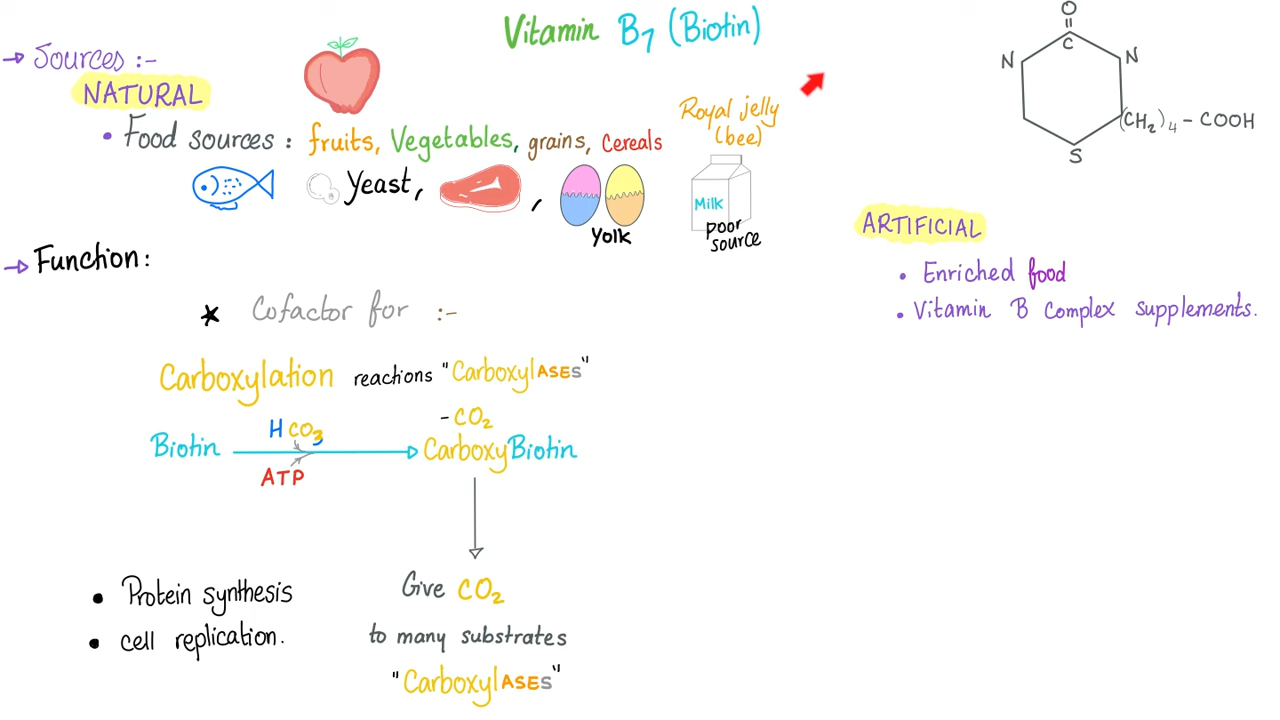 Vitamin B7 (Biotin)
→ Sources :-
NATURAL
• Food sources : fruits, Vegetables, grains, Cereals
Royal jelly
(bee)
Yeast, ,
Yolk
Milk
poor
source
O
C
N N
(CH2)4 - COOH
S
ARTIFICIAL
• Enriched food
• Vitamin B Complex supplements.
→ Function :
★ Cofactor for :-
Carboxylation reactions "CarboxylASES"
Biotin HCO3 ATP - CO2 CarboxyBiotin
Give CO2
to many substrates
"CarboxylASES"
• Protein synthesis
• cell replication.